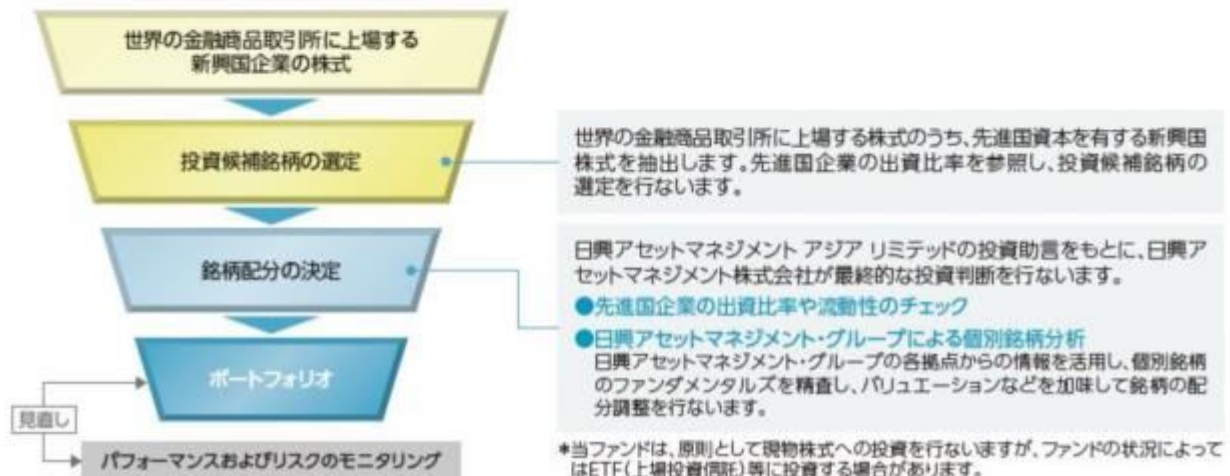 世界の金融商品取引所に上場する
新興国企業の株式
投資候補銘柄の選定
世界の金融商品取引所に上場する株式のうち、先進国資本を有する新興国
株式を抽出します。先進国企業の出資比率を参照し、投資候補銘柄の
選定を行ないます。
銘柄配分の決定
日興アセットマネジメント アジア リミテッドの投資助言をもとに、日興ア
セットマネジメント株式会社が最終的な投資判断を行ないます。
●先進国企業の出資比率や流動性のチェック
●日興アセットマネジメント・グループによる個別銘柄分析
日興アセットマネジメント・グループの各拠点からの情報を活用し、個別銘柄
のファンダメンタルズを精査し、バリュエーションなどを加味して銘柄の配
分調整を行ないます。
ポートフォリオ
見直し
パフォーマンスおよびリスクのモニタリング
*当ファンドは、原則として現物株式への投資を行ないますが、ファンドの状況によって
はETF(上場投資信託)等に投資する場合があります。